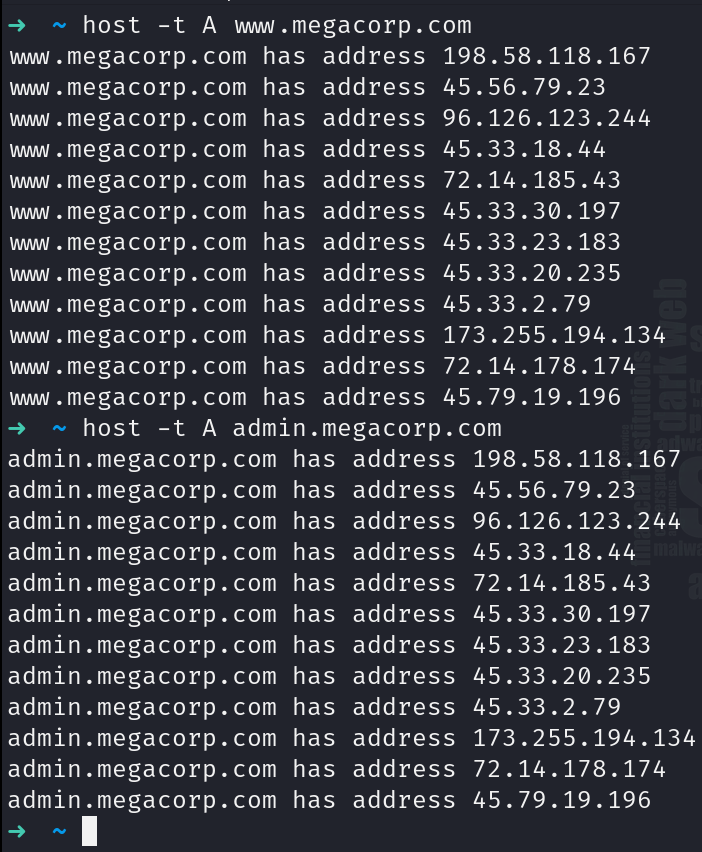 ➜  ~ host -t A www.megacorp.com
www.megacorp.com has address 198.58.118.167
www.megacorp.com has address 45.56.79.23
www.megacorp.com has address 96.126.123.244
www.megacorp.com has address 45.33.18.44
www.megacorp.com has address 72.14.185.43
www.megacorp.com has address 45.33.30.197
www.megacorp.com has address 45.33.23.183
www.megacorp.com has address 45.33.20.235
www.megacorp.com has address 45.33.2.79
www.megacorp.com has address 173.255.194.134
www.megacorp.com has address 72.14.178.174
www.megacorp.com has address 45.79.19.196
➜  ~ host -t A admin.megacorp.com
admin.megacorp.com has address 198.58.118.167
admin.megacorp.com has address 45.56.79.23
admin.megacorp.com has address 96.126.123.244
admin.megacorp.com has address 45.33.18.44
admin.megacorp.com has address 72.14.185.43
admin.megacorp.com has address 45.33.30.197
admin.megacorp.com has address 45.33.23.183
admin.megacorp.com has address 45.33.20.235
admin.megacorp.com has address 45.33.2.79
admin.megacorp.com has address 173.255.194.134
admin.megacorp.com has address 72.14.178.174
admin.megacorp.com has address 45.79.19.196
➜  ~
dark web
financial institutions